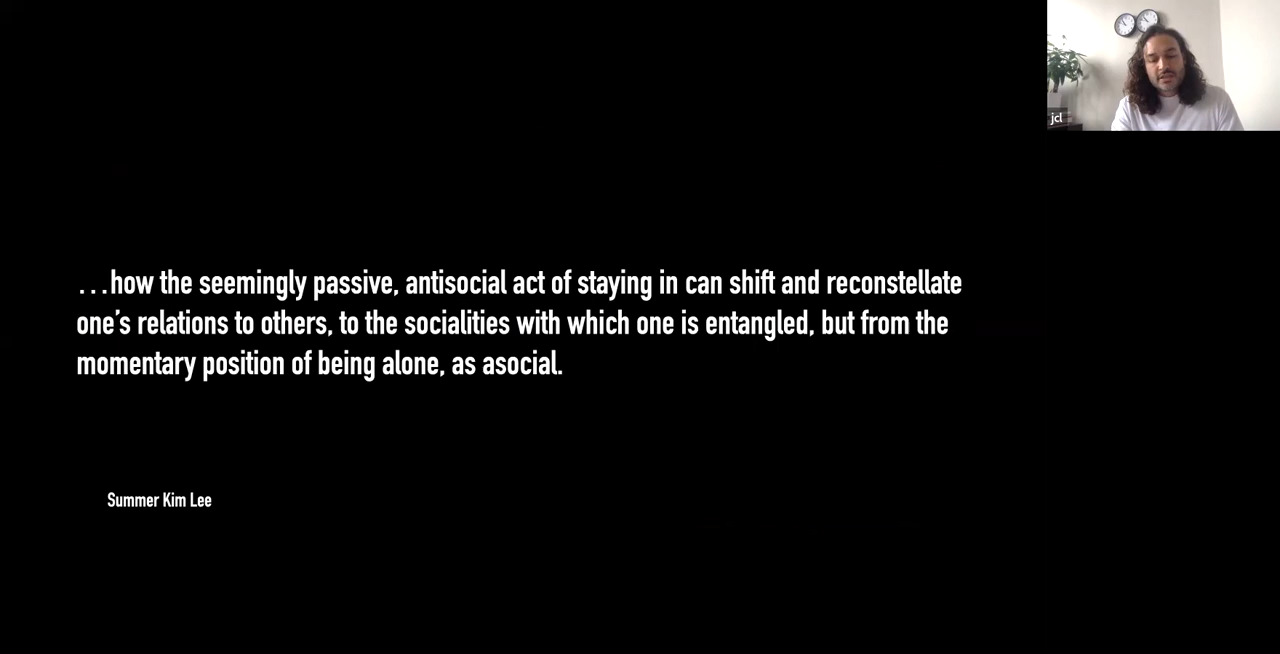 jcl
...how the seemingly passive, antisocial act of staying in can shift and reconstellate
one’s relations to others, to the socialities with which one is entangled, but from the
momentary position of being alone, as asocial.
Summer Kim Lee